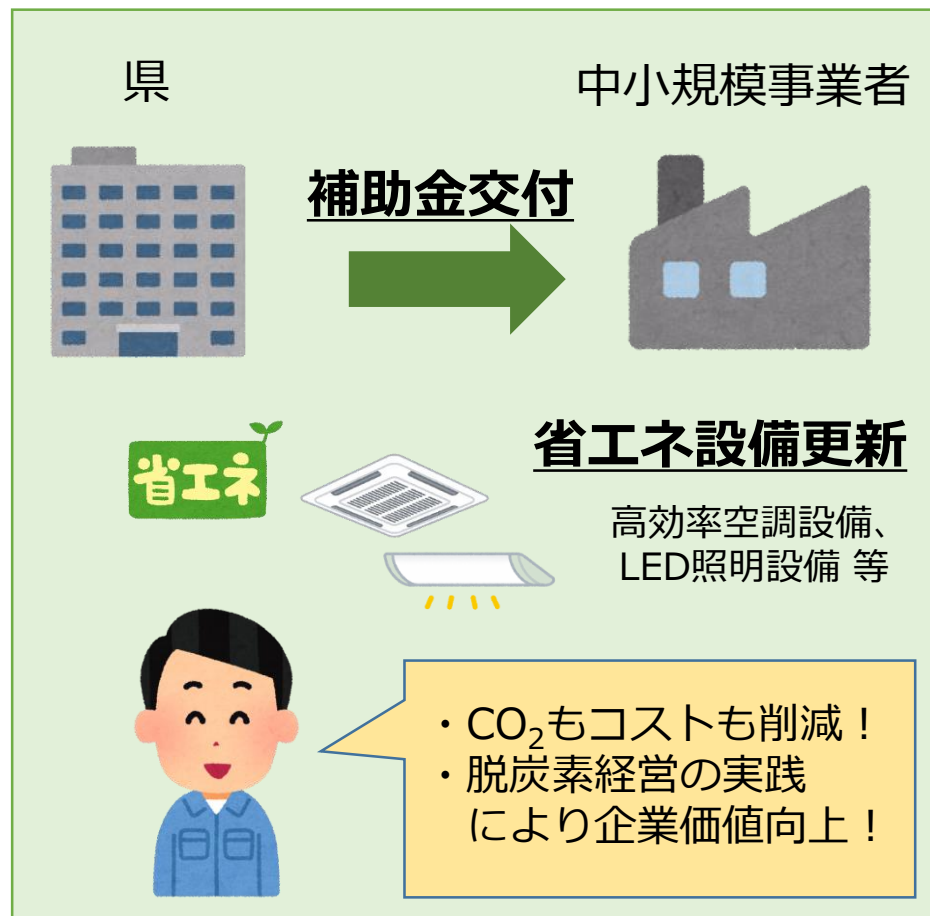 県
中小規模事業者
補助金交付
省エネ
省エネ設備更新
高効率空調設備、
LED照明設備 等
・CO₂もコストも削減！
・脱炭素経営の実践
により企業価値向上！